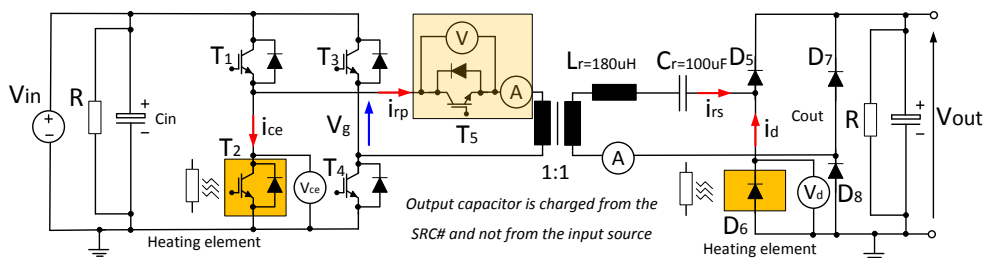 Vin
R
+
−
Cin
T1
T3
ice
Vg
irp
V
A
T5
Lr=180uH
Cr=100uF
irs
D5
D7
id
Cout
R
+
−
Vout
T2
Vce
T4
1:1
A
Vd
D8
D6
Output capacitor is charged from the
SRC# and not from the input source
Heating element
Heating element